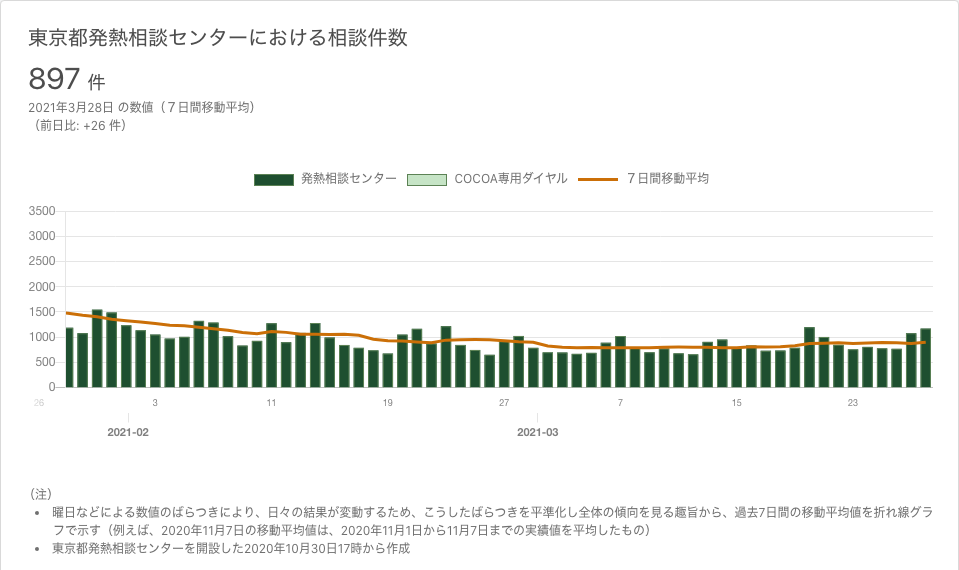 東京都発熱相談センターにおける相談件数
897 件
2021年3月28日 の数値（７日間移動平均）
（前日比: +26 件）
発熱相談センター COCOA専用ダイヤル ７日間移動平均
3500
3000
2500
2000
1500
1000
500
0
26 3 11 19 27 7 15 23
2021-02 2021-03
（注）
• 曜日などによる数値のばらつきにより、日々の結果が変動するため、こうしたばらつきを平準化し全体の傾向を見る趣旨から、過去7日間の移動平均値を折れ線グラ
フで示す（例えば、2020年11月7日の移動平均値は、2020年11月1日から11月7日までの実績値を平均したもの）
• 東京都発熱相談センターを開設した2020年10月30日17時から作成